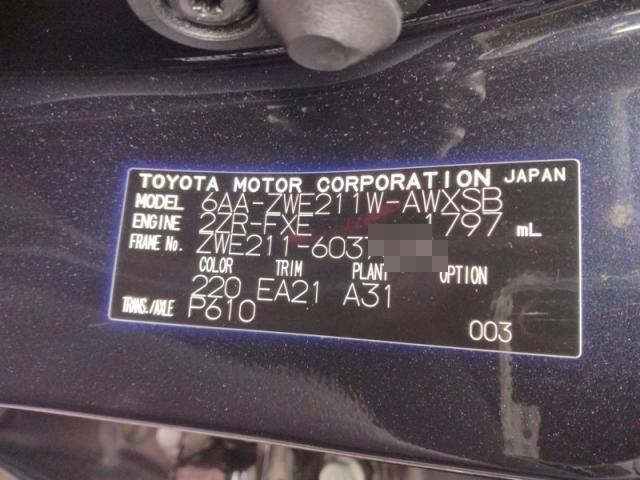 TOYOTA MOTOR CORPORATION JAPAN
MODEL 6AA-ZWE211W-AWXSB
ENGINE 2ZR-FXE 1797 mL
FRAME No. ZWE211-603
COLOR TRIM PLANT OPTION
220 EA21 A31
TRANS./AXLE P610
003